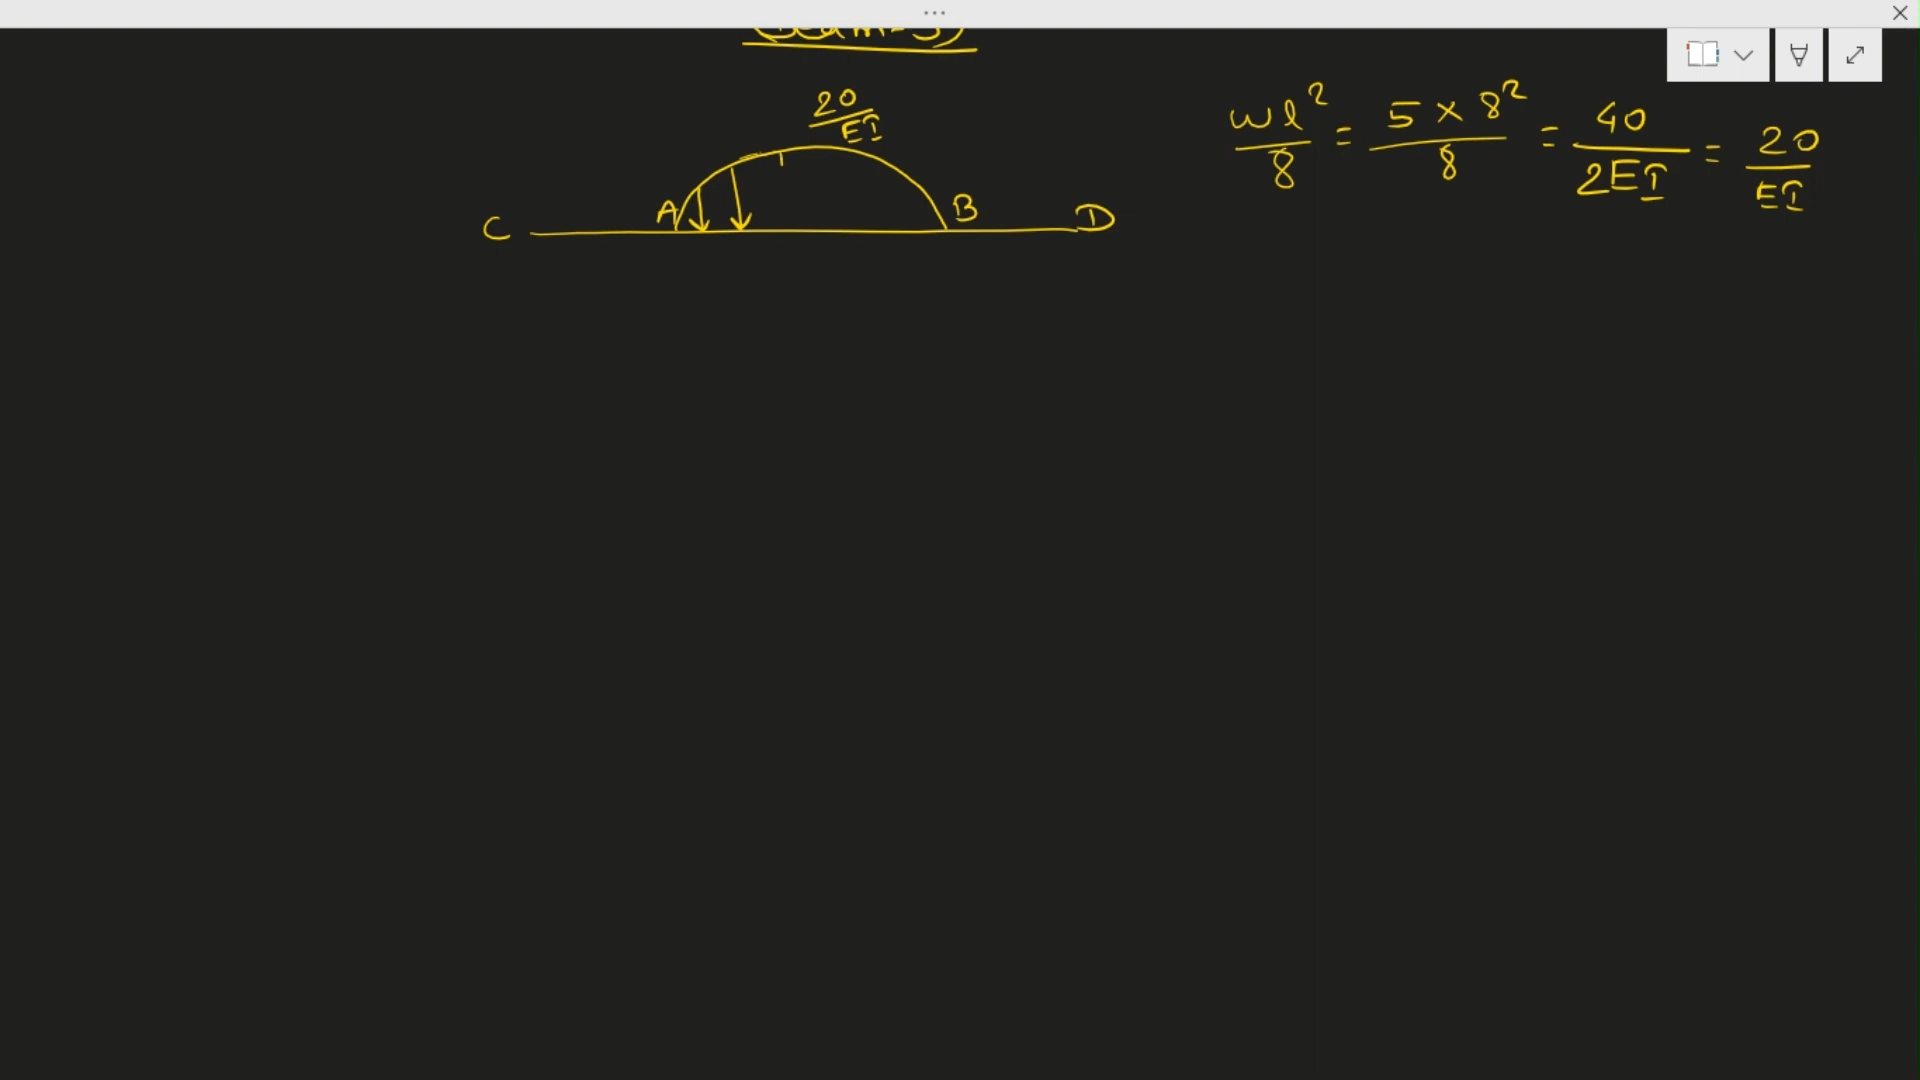 20/EI
wl²/8 = 5 × 8²/8 = 40/2EI = 20/EI
C A B D